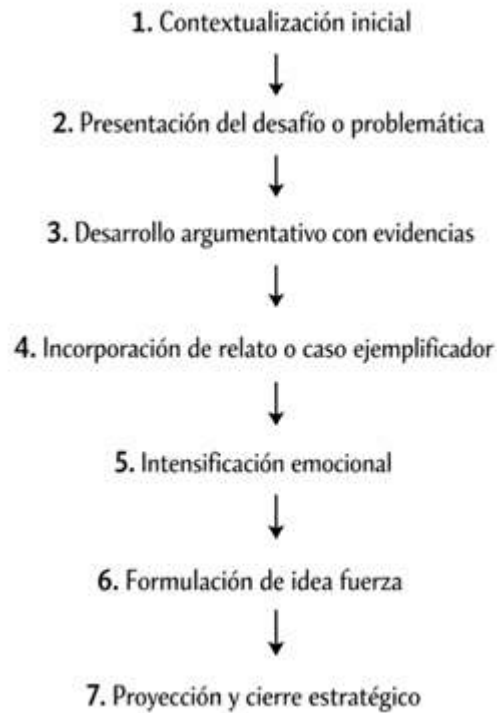 1. Contextualización inicial
2. Presentación del desafío o problemática
3. Desarrollo argumentativo con evidencias
4. Incorporación de relato o caso ejemplificador
5. Intensificación emocional
6. Formulación de idea fuerza
7. Proyección y cierre estratégico